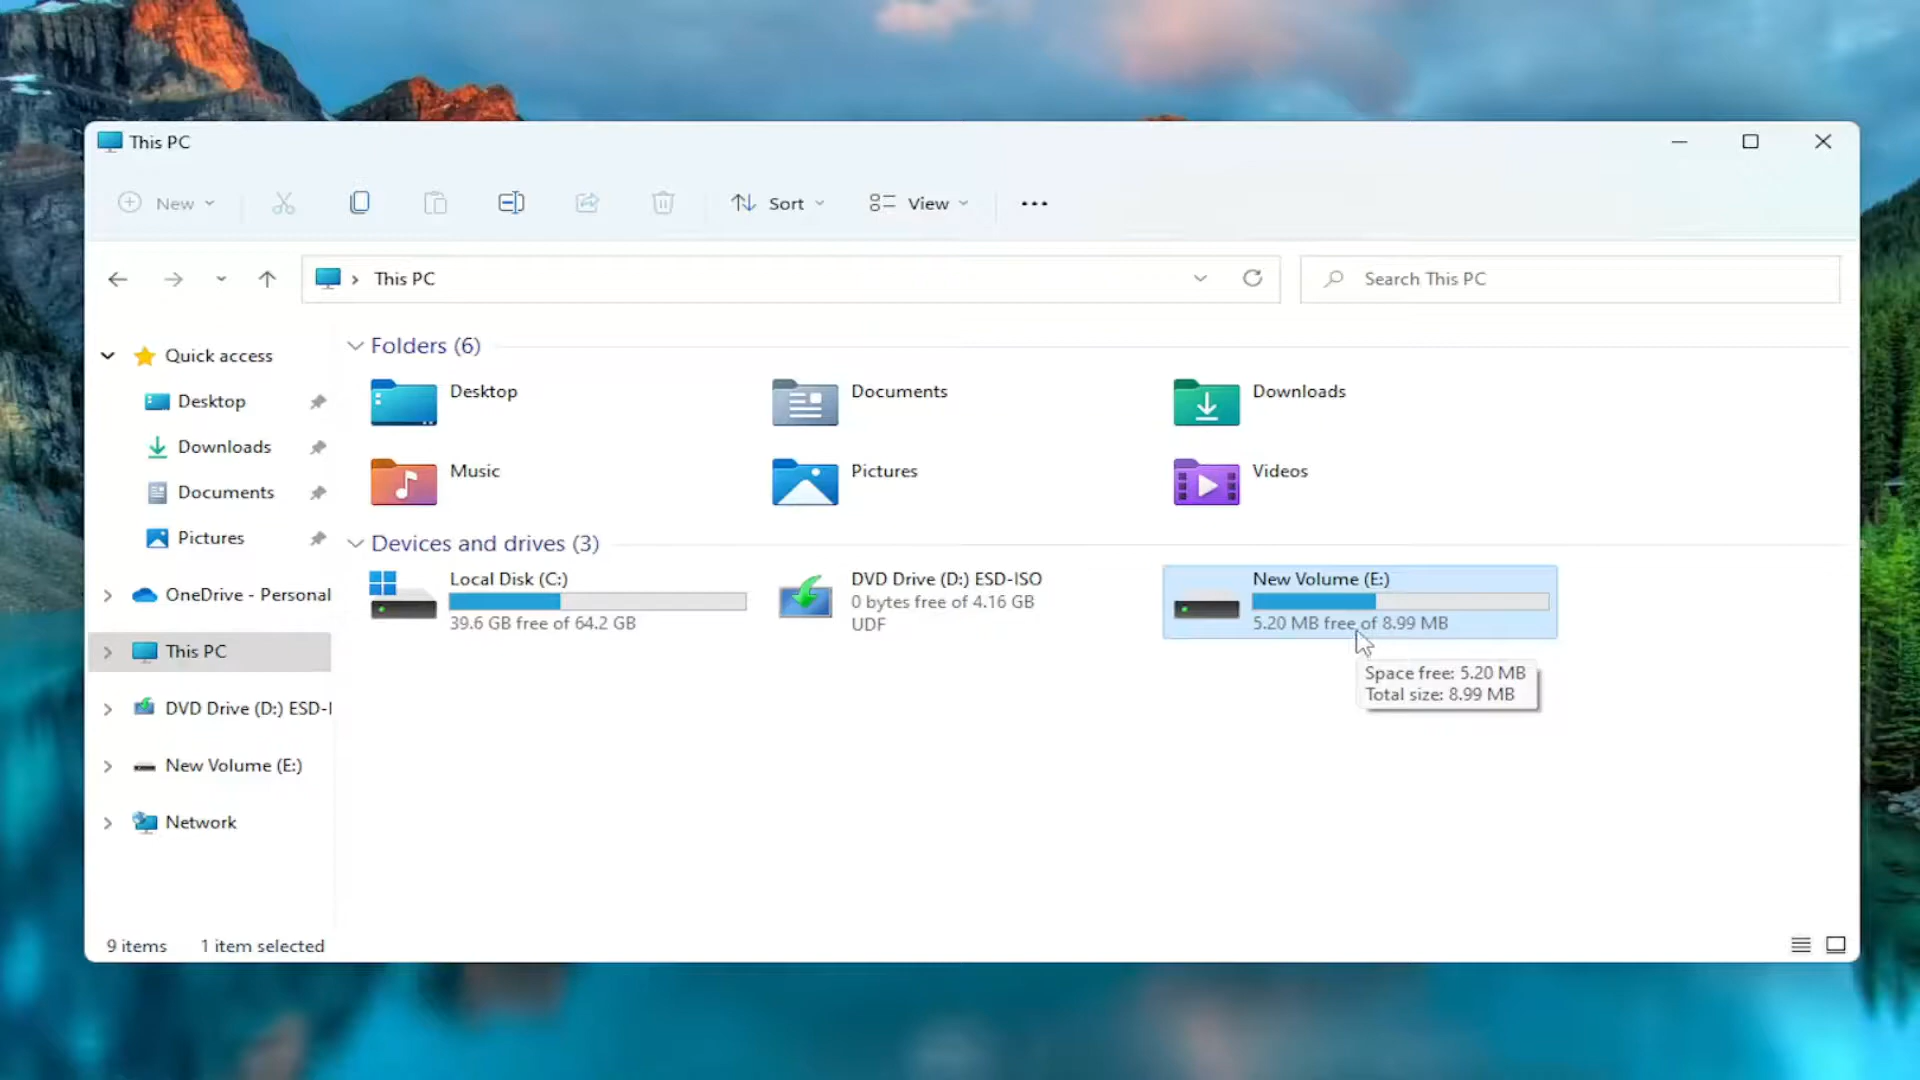 This PC
New
Sort
View
This PC
Search This PC
Quick access
Desktop
Downloads
Documents
Pictures
OneDrive - Personal
This PC
DVD Drive (D:) ESD-I
New Volume (E:)
Network
Folders (6)
Desktop
Documents
Downloads
Music
Pictures
Videos
Devices and drives (3)
Local Disk (C:)
39.6 GB free of 64.2 GB
DVD Drive (D:) ESD-ISO
0 bytes free of 4.16 GB
UDF
New Volume (E:)
5.20 MB free of 8.99 MB
Space free: 5.20 MB
Total size: 8.99 MB
9 items 1 item selected